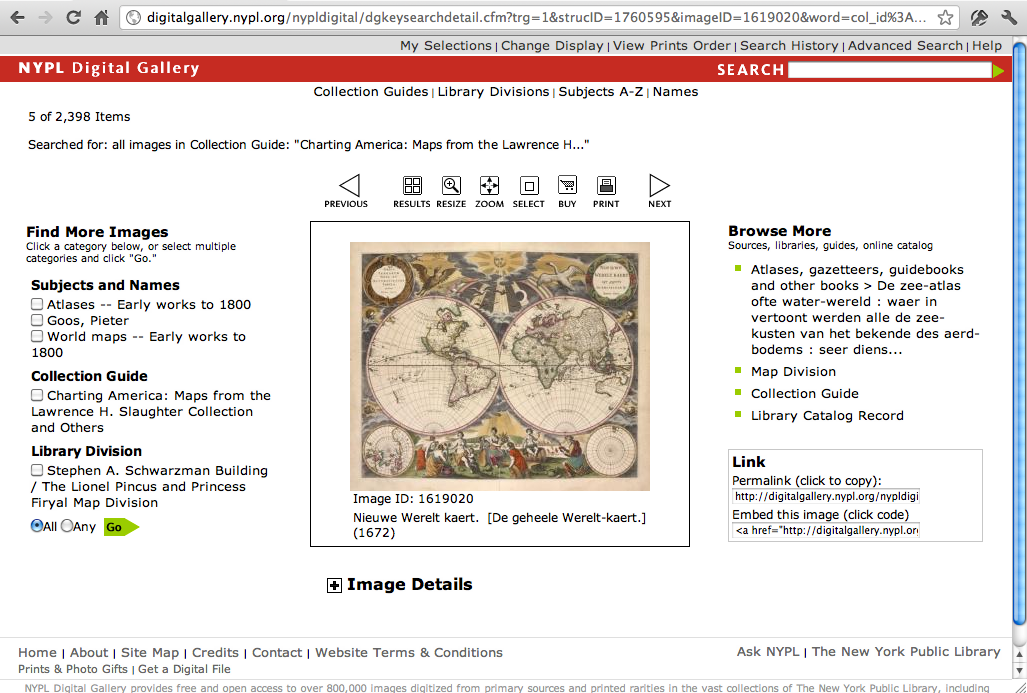 digitalgallery.nypl.org/nypldigital/dgkeysearchdetail.cfm?trg=1&strucID=1760595&imageID=1619020&word=col_id%3A...
My Selections | Change Display | View Prints Order | Search History | Advanced Search | Help
NYPL Digital Gallery
SEARCH
Collection Guides | Library Divisions | Subjects A-Z | Names
5 of 2,398 Items
Searched for: all images in Collection Guide: "Charting America: Maps from the Lawrence H..."
PREVIOUS
RESULTS
RESIZE
ZOOM
SELECT
BUY
PRINT
NEXT
Find More Images
Click a category below, or select multiple
categories and click "Go."
Subjects and Names
Atlases -- Early works to 1800
Goos, Pieter
World maps -- Early works to
1800
Collection Guide
Charting America: Maps from the
Lawrence H. Slaughter Collection
and Others
Library Division
Stephen A. Schwarzman Building
/ The Lionel Pincus and Princess
Firyal Map Division
All Any Go
Image ID: 1619020
Nieuwe Werelt kaert. [De geheele Werelt-kaert.]
(1672)
Image Details
Browse More
Sources, libraries, guides, online catalog
Atlases, gazetteers, guidebooks
and other books > De zee-atlas
ofte water-wereld : waer in
vertoont werden alle de zee-
kusten van het bekende des aerd-
bodems : seer diens...
Map Division
Collection Guide
Library Catalog Record
Link
Permalink (click to copy):
http://digitalgallery.nypl.org/nypldigi
Embed this image (click code)
<a href="http://digitalgallery.nypl.org
Home | About | Site Map | Credits | Contact | Website Terms & Conditions
Ask NYPL | The New York Public Library
Prints & Photo Gifts | Get a Digital File
NYPL Digital Gallery provides free and open access to over 800,000 images digitized from primary sources and printed rarities in the vast collections of The New York Public Library, including